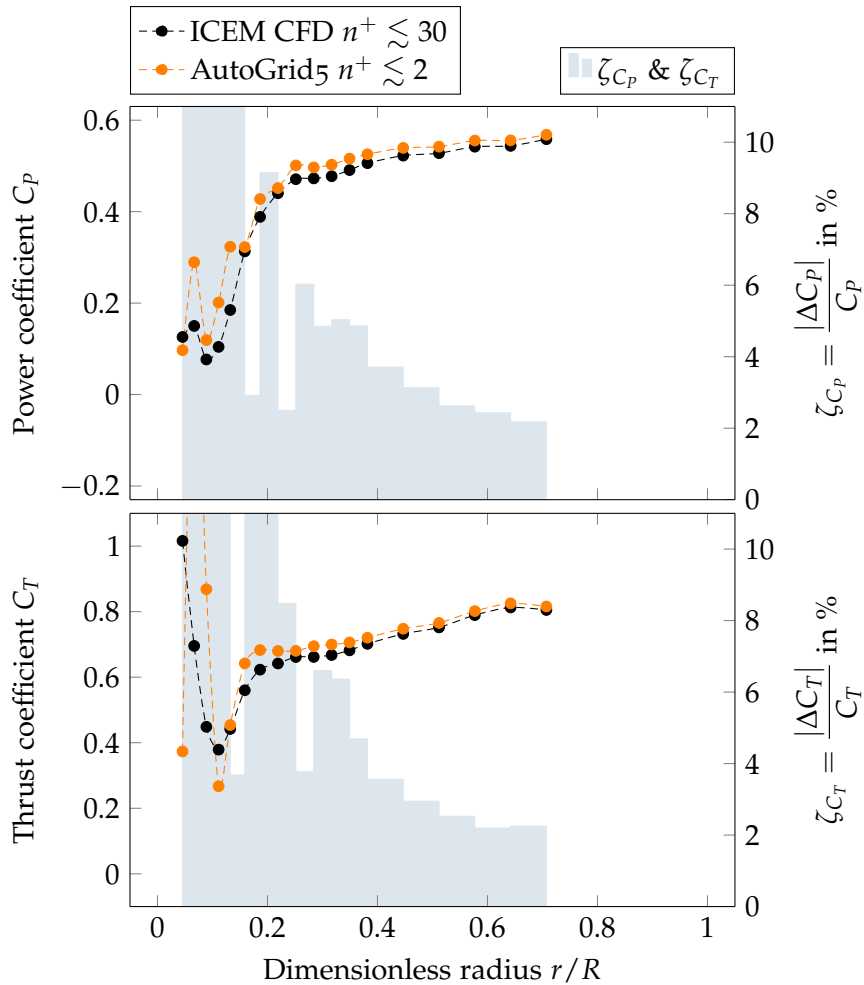 ICEM CFD n⁺ ≲ 30
AutoGrid5 n⁺ ≲ 2
ζ_{C_P} & ζ_{C_T}
Power coefficient C_P
0.6
0.4
0.2
0
−0.2
10
8
6
4
2
0
ζ_{C_P} = |ΔC_P| / C_P in %
Thrust coefficient C_T
1
0.8
0.6
0.4
0.2
0
10
8
6
4
2
0
ζ_{C_T} = |ΔC_T| / C_T in %
0 0.2 0.4 0.6 0.8 1
Dimensionless radius r/R